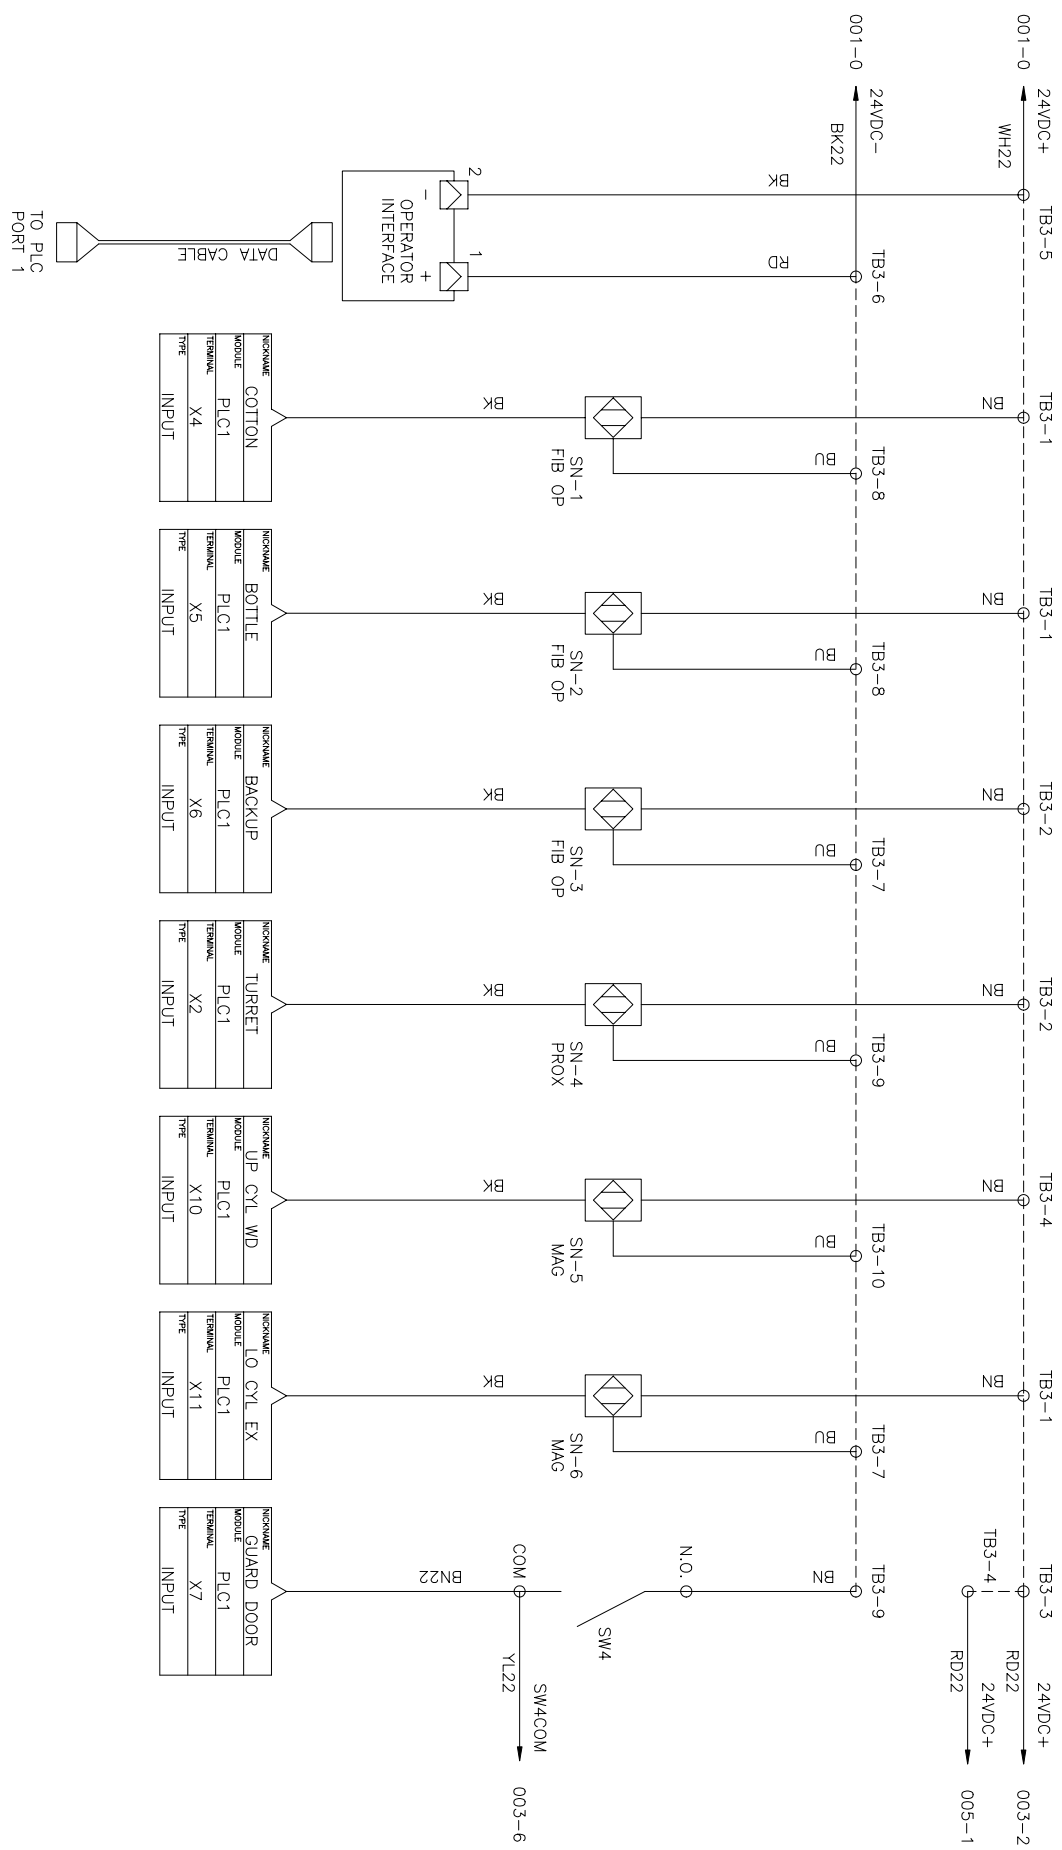 001-0
24VDC+
WH22
TB3-5
TB3-1
TB3-1
TB3-2
TB3-2
TB3-4
TB3-1
TB3-3
RD22
24VDC+
003-2
TB3-4
RD22
24VDC+
005-1
BN
BN
BN
BN
BN
BN
001-0
24VDC-
BK22
TB3-6
TB3-8
TB3-8
TB3-7
TB3-9
TB3-10
TB3-7
TB3-9
BK
RD
BU
BU
BU
BU
BU
BU
BN
N.O.
SW4
SN-1
FIB OP
SN-2
FIB OP
SN-3
FIB OP
SN-4
PROX
SN-5
MAG
SN-6
MAG
COM
SW4COM
YL22
003-6
2
1
-
+
OPERATOR
INTERFACE
BK
BK
BK
BK
BK
BK
BN22
DATA CABLE
TO PLC
PORT 1
NICKNAME COTTON
MODULE PLC1
TERMINAL X4
TYPE INPUT
NICKNAME BOTTLE
MODULE PLC1
TERMINAL X5
TYPE INPUT
NICKNAME BACKUP
MODULE PLC1
TERMINAL X6
TYPE INPUT
NICKNAME TURRET
MODULE PLC1
TERMINAL X2
TYPE INPUT
NICKNAME UP CYL WD
MODULE PLC1
TERMINAL X10
TYPE INPUT
NICKNAME LO CYL EX
MODULE PLC1
TERMINAL X11
TYPE INPUT
NICKNAME GUARD DOOR
MODULE PLC1
TERMINAL X7
TYPE INPUT